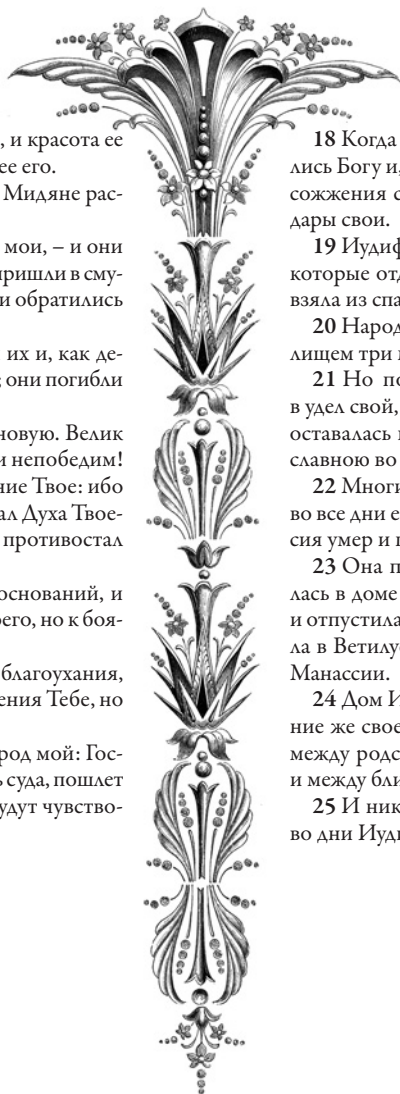 , и красота ее
ее его.
Мидяне рас-
мои, – и они
пришли в сму-
и обратились
их и, как де-
они погибли
новую. Велик
и непобедим!
ние Твое: ибо
ал Духа Твое-
противостал
оснований, и
оего, но к боя-
благоухания,
ения Тебе, но
род мой: Гос-
суда, пошлет
удут чувство-
18 Когда
лись Богу и,
сожжения с
дары свои.
19 Иудиф
которые отд
взяла из спа
20 Народ
лищем три м
21 Но по
в удел свой,
оставалась в
славною во
22 Многи
во все дни е
сия умер и п
23 Она п
лась в доме
и отпустила
ла в Ветилу
Манассии.
24 Дом И
ние же свое
между родс
и между бли
25 И ник
во дни Иуди